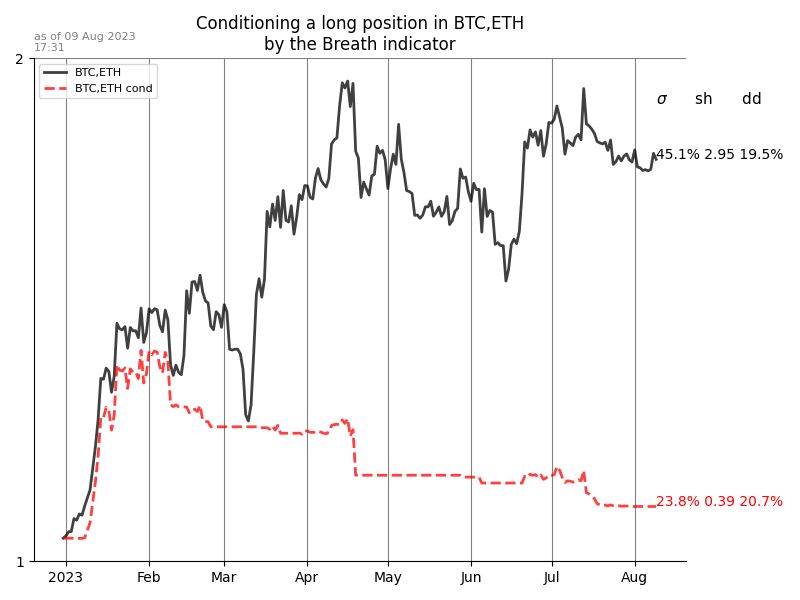 Conditioning a long position in BTC,ETH
by the Breath indicator
as of 09 Aug 2023
17:31
2
BTC,ETH
BTC,ETH cond
σ sh dd
45.1% 2.95 19.5%
23.8% 0.39 20.7%
1
2023 Feb Mar Apr May Jun Jul Aug